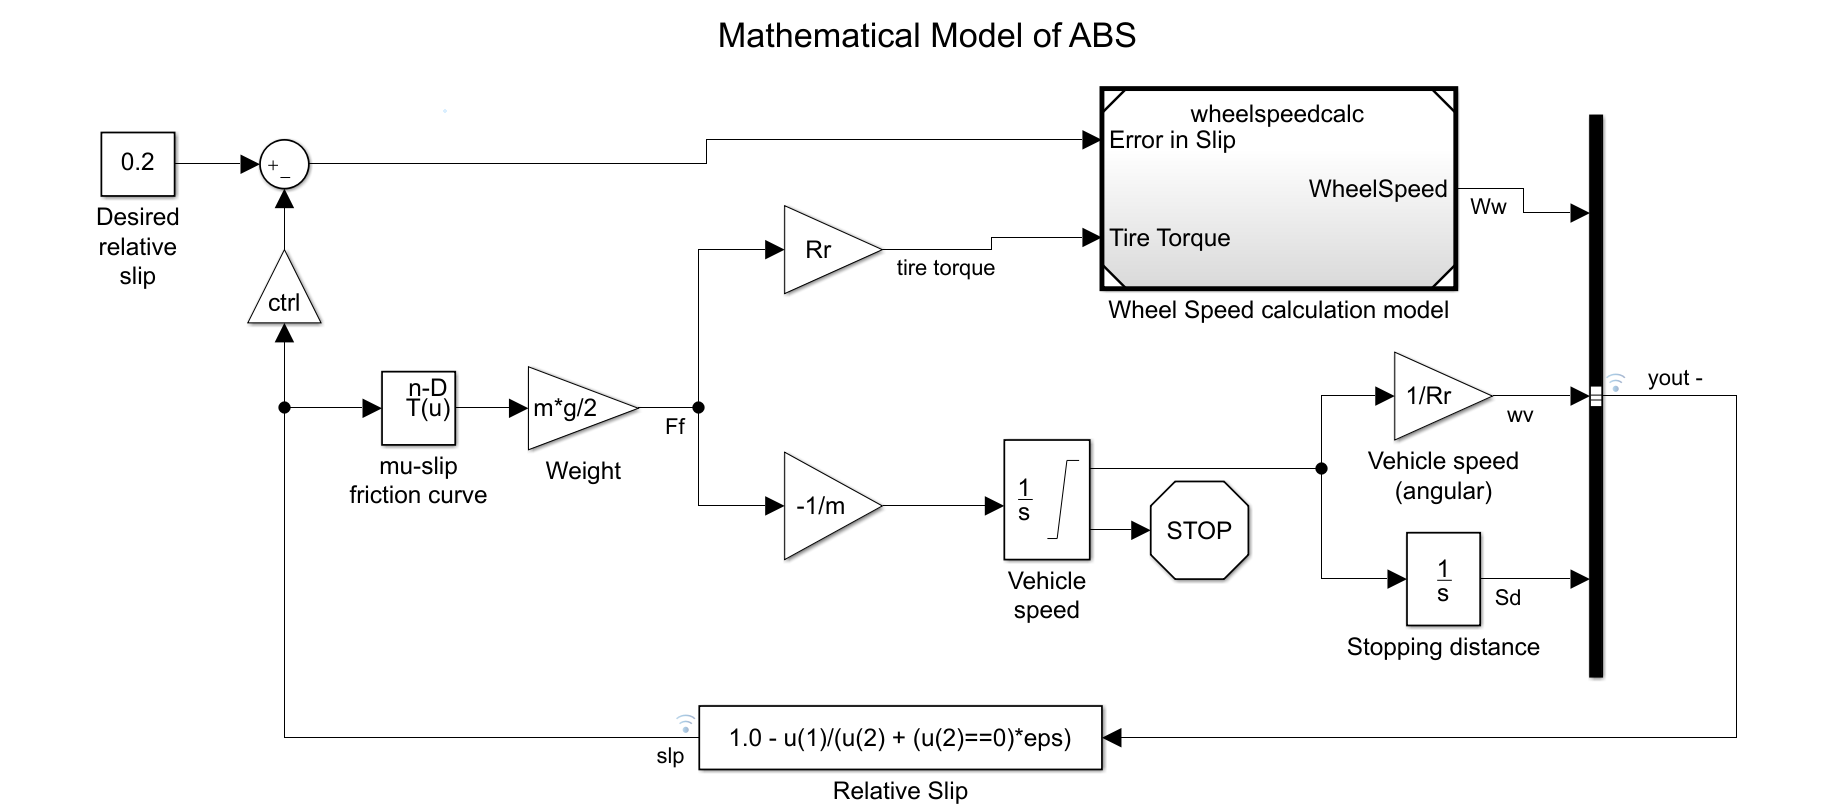 Mathematical Model of ABS
0.2
Desired
relative
slip
+
−
ctrl
n-D
T(u)
mu-slip
friction curve
m*g/2
Weight
Ff
Rr
tire torque
wheelspeedcalc
Error in Slip
WheelSpeed
Tire Torque
Wheel Speed calculation model
Ww
-1/m
1
s
Vehicle
speed
STOP
1/Rr
wv
Vehicle speed
(angular)
1
s
Sd
Stopping distance
yout -
1.0 - u(1)/(u(2) + (u(2)==0)*eps)
slp
Relative Slip